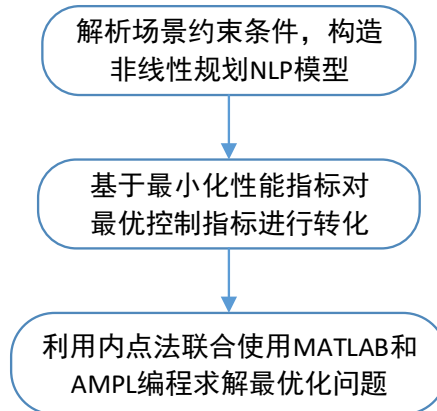 解析场景约束条件，构造
非线性规划NLP模型
基于最小化性能指标对
最优控制指标进行转化
利用内点法联合使用MATLAB和
AMPL编程求解最优化问题